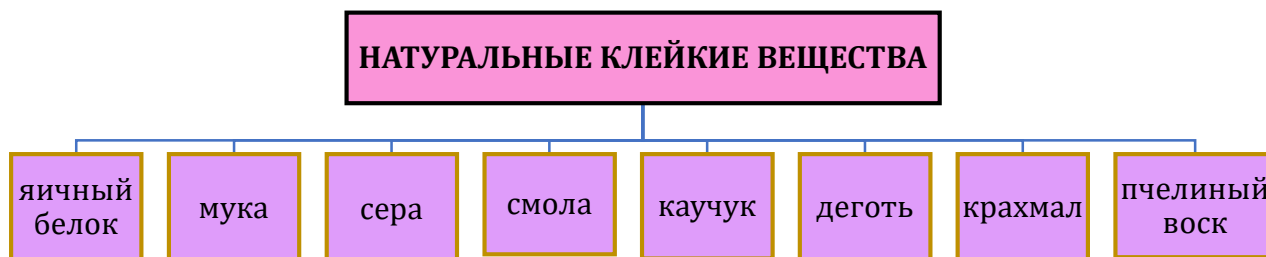 НАТУРАЛЬНЫЕ КЛЕЙКИЕ ВЕЩЕСТВА
яичный
белок
мука
сера
смола
каучук
деготь
крахмал
пчелиный
воск